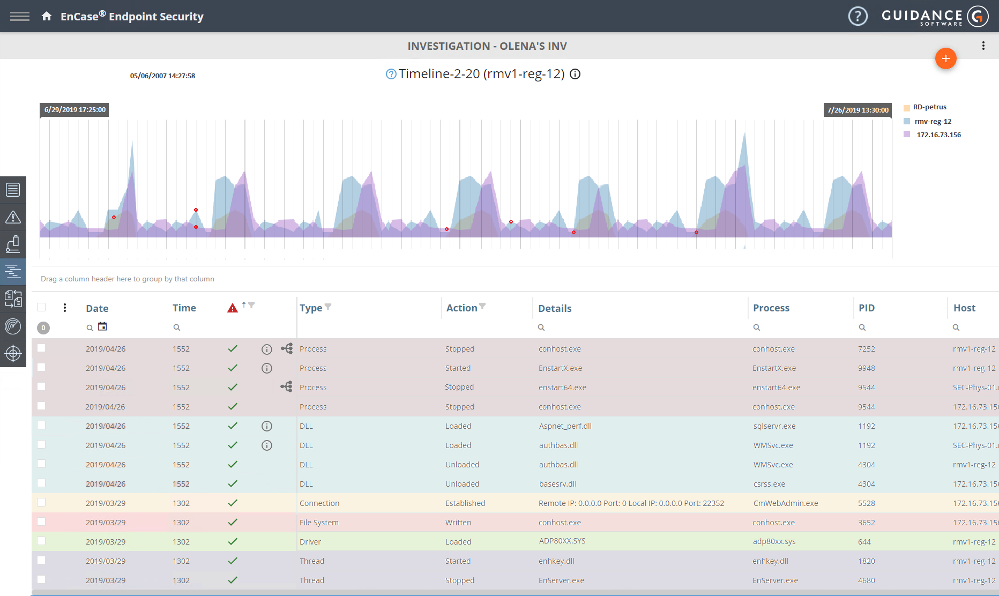 EnCase® Endpoint Security
?
GUIDANCE
SOFTWARE
G
INVESTIGATION - OLENA'S INV
+
05/06/2007 14:27:58
? Timeline-2-20 (rmv1-reg-12) i
6/29/2019 17:25:00
7/26/2019 13:30:00
RD-petrus
rmv-reg-12
172.16.73.156
Drag a column header here to group by that column
Date Time Type Action Details Process PID Host
0
2019/04/26 1552 Process Stopped conhost.exe conhost.exe 7252 rmv1-reg-12
2019/04/26 1552 Process Started EnstartX.exe EnstartX.exe 9948 rmv1-reg-12
2019/04/26 1552 Process Stopped enstart64.exe enstart64.exe 9544 SEC-Phys-01.
2019/04/26 1552 Process Stopped conhost.exe conhost.exe 9544 172.16.73.156
2019/04/26 1552 DLL Loaded Aspnet_perf.dll sqlservr.exe 1192 172.16.73.156
2019/04/26 1552 DLL Loaded authbas.dll WMSvc.exe 1192 SEC-Phys-01.
2019/04/26 1552 DLL Unloaded authbas.dll WMSvc.exe 4304 rmv1-reg-12
2019/04/26 1552 DLL Unloaded basesrv.dll csrss.exe 4304 172.16.73.156
2019/03/29 1302 Connection Established Remote IP: 0.0.0.0 Port: 0 Local IP: 0.0.0.0 Port: 22352 CmWebAdmin.exe 5528 172.16.73.156
2019/03/29 1302 File System Written conhost.exe conhost.exe 3652 172.16.73.156
2019/03/29 1302 Driver Loaded ADP80XX.SYS adp80xx.sys 644 rmv1-reg-12
2019/03/29 1302 Thread Started enhkey.dll enhkey.dll 1820 rmv1-reg-12
2019/03/29 1302 Thread Stopped EnServer.exe EnServer.exe 4680 rmv1-reg-12